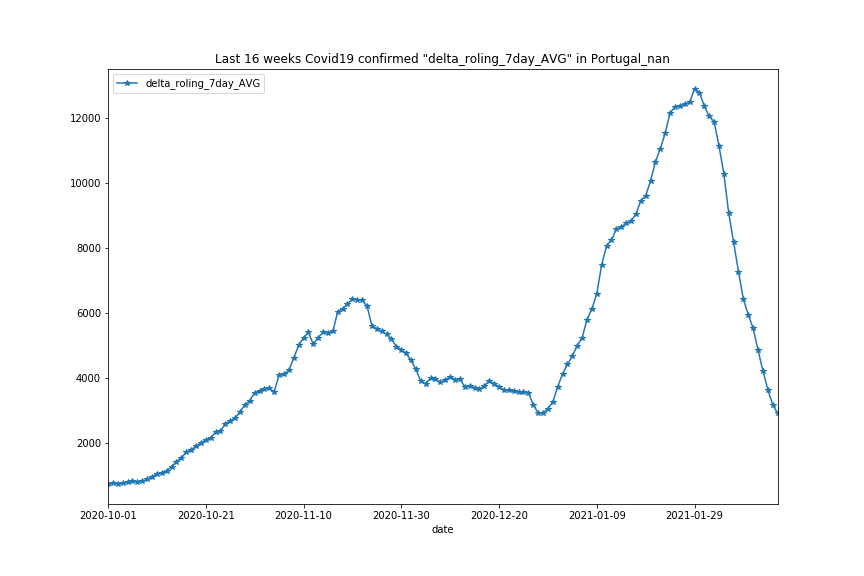 Last 16 weeks Covid19 confirmed "delta_roling_7day_AVG" in Portugal_nan
delta_roling_7day_AVG
12000
10000
8000
6000
4000
2000
2020-10-01 2020-10-21 2020-11-10 2020-11-30 2020-12-20 2021-01-09 2021-01-29
date